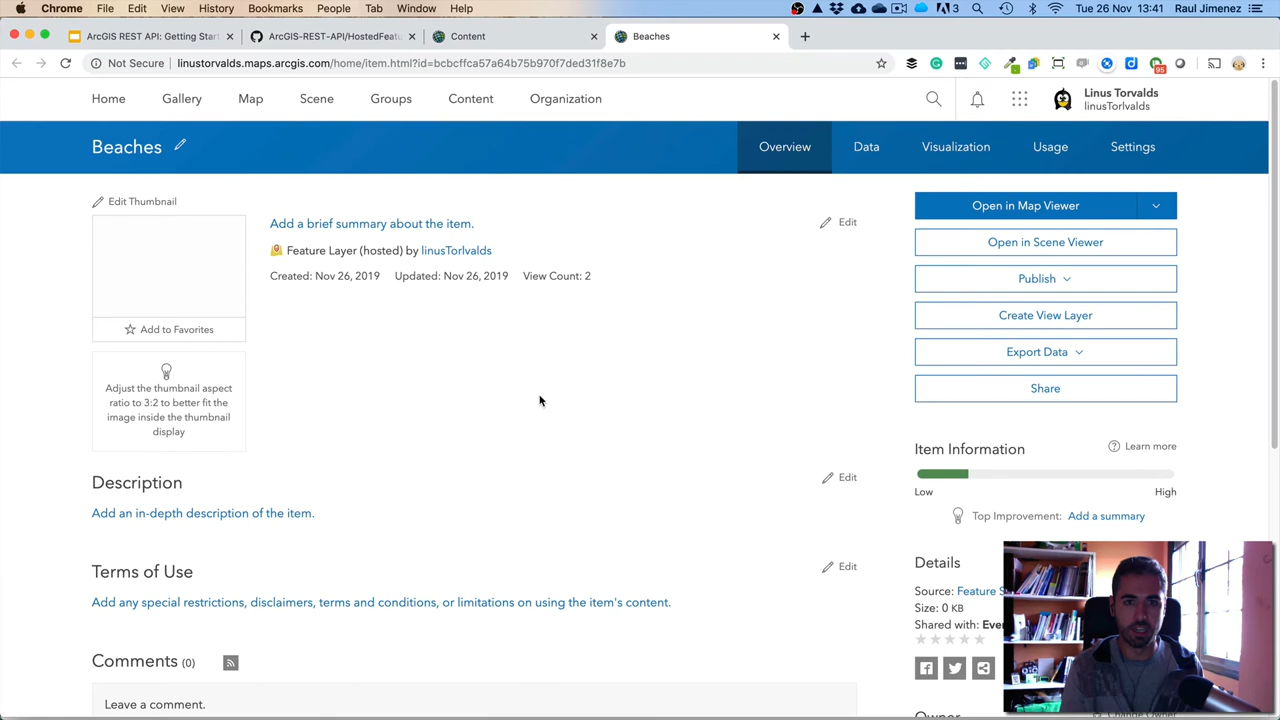 Chrome File Edit View History Bookmarks People Tab Window Help 3 Tue 26 Nov 13:41 Raul Jimenez
ArcGIS REST API: Getting Star ArcGIS-REST-API/HostedFeatu Content Beaches
Not Secure linustorvalds.maps.arcgis.com/home/item.html?id=bcbcffca57a64b75b970f7ded31f8e7b 95
Home Gallery Map Scene Groups Content Organization
Linus Torvalds
linusTorlvalds
Beaches
Overview Data Visualization Usage Settings
Edit Thumbnail
Add to Favorites
Adjust the thumbnail aspect
ratio to 3:2 to better fit the
image inside the thumbnail
display
Add a brief summary about the item.
Edit
Feature Layer (hosted) by linusTorlvalds
Created: Nov 26, 2019 Updated: Nov 26, 2019 View Count: 2
Description
Edit
Add an in-depth description of the item.
Terms of Use
Edit
Add any special restrictions, disclaimers, terms and conditions, or limitations on using the item's content.
Comments (0)
Leave a comment.
Open in Map Viewer
Open in Scene Viewer
Publish
Create View Layer
Export Data
Share
Item Information
Learn more
Low High
Top Improvement: Add a summary
Details
Source: Feature S
Size: 0 KB
Shared with: Ever
Owner
Change Owner